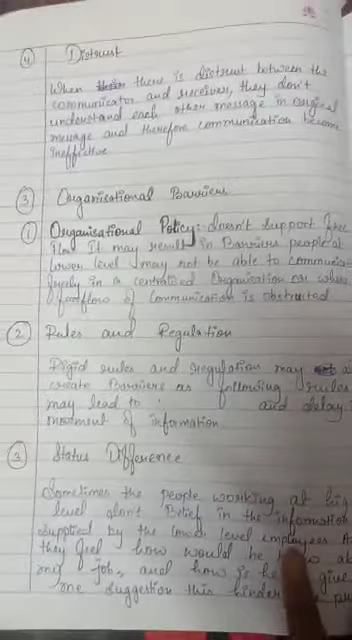 ④ Distrust
When there is distrust between the
communicator and receiver, they don't
understand each other message in original
message and therefore communication become
ineffective
③ Organisational Barriers
① Organisational Policy: doesn't support free
flow It may result in Barriers people at
lower level may not be able to communicate
freely in a centralised Organisation or where
flow of Communication is obstructed
② Rules and Regulation
Rigid rules and regulation may
create Barriers as following rules
may lead to and delay
movement of information
③ Status Difference
Sometimes the people working at hig
level don't Belief in the information
supplied by the lower level employees
they feel how would he
my job, and how is he give
me suggestion this hinder